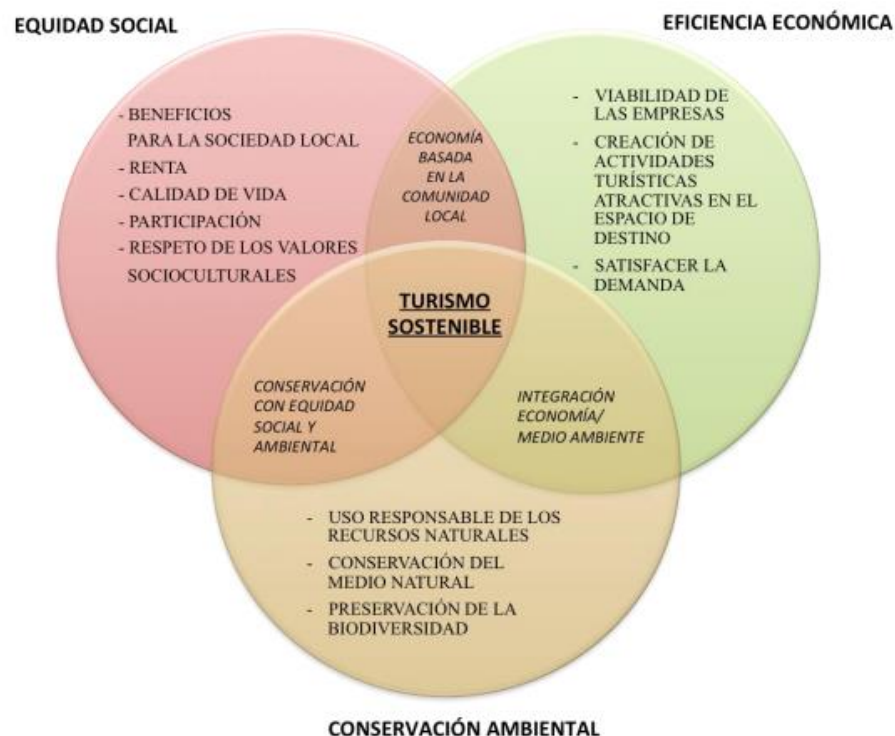 EQUIDAD SOCIAL
EFICIENCIA ECONÓMICA
- BENEFICIOS
PARA LA SOCIEDAD LOCAL
- RENTA
- CALIDAD DE VIDA
- PARTICIPACIÓN
- RESPETO DE LOS VALORES
SOCIOCULTURALES
ECONOMÍA
BASADA
EN LA
COMUNIDAD
LOCAL
- VIABILIDAD DE
LAS EMPRESAS
- CREACIÓN DE
ACTIVIDADES
TURÍSTICAS
ATRACTIVAS EN EL
ESPACIO DE
DESTINO
- SATISFACER LA
DEMANDA
TURISMO
SOSTENIBLE
CONSERVACIÓN
CON EQUIDAD
SOCIAL Y
AMBIENTAL
INTEGRACIÓN
ECONOMÍA/
MEDIO AMBIENTE
- USO RESPONSABLE DE LOS
RECURSOS NATURALES
- CONSERVACIÓN DEL
MEDIO NATURAL
- PRESERVACIÓN DE LA
BIODIVERSIDAD
CONSERVACIÓN AMBIENTAL